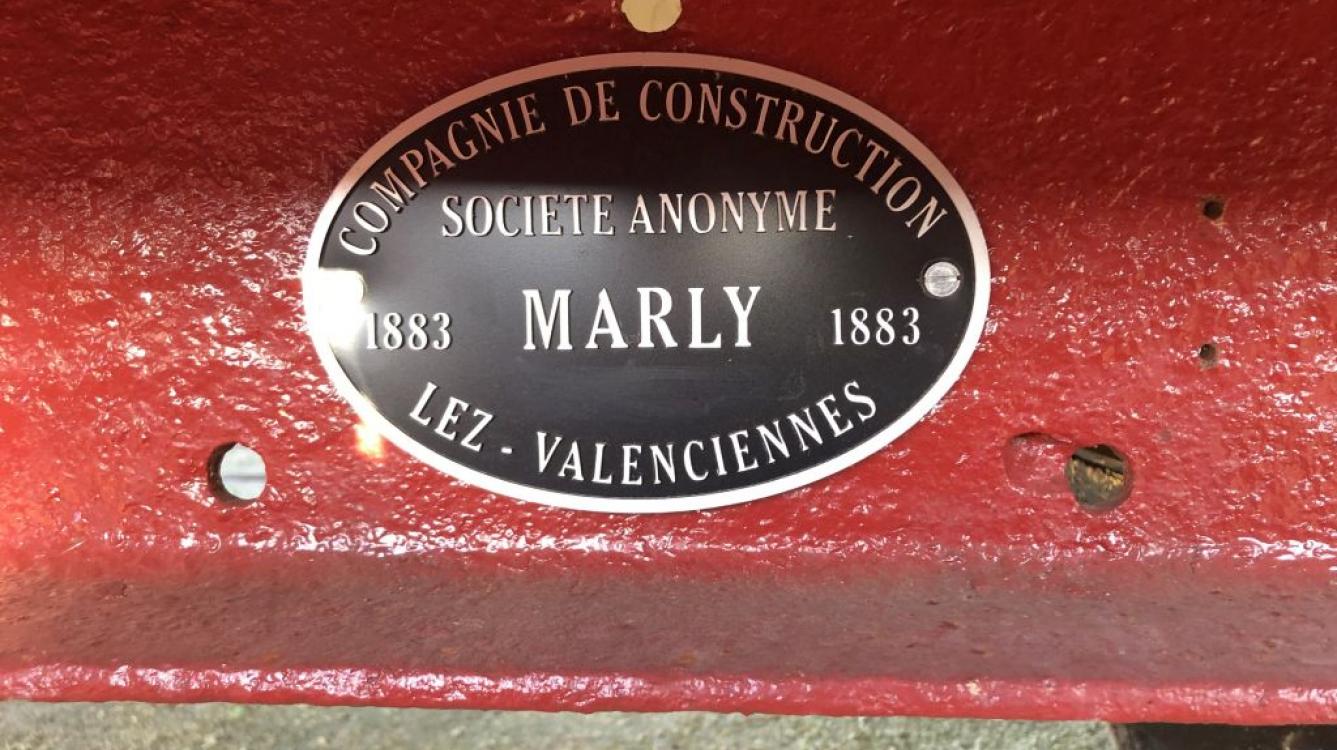 COMPAGNIE DE CONSTRUCTION
SOCIETE ANONYME
1883 MARLY 1883
LEZ - VALENCIENNES